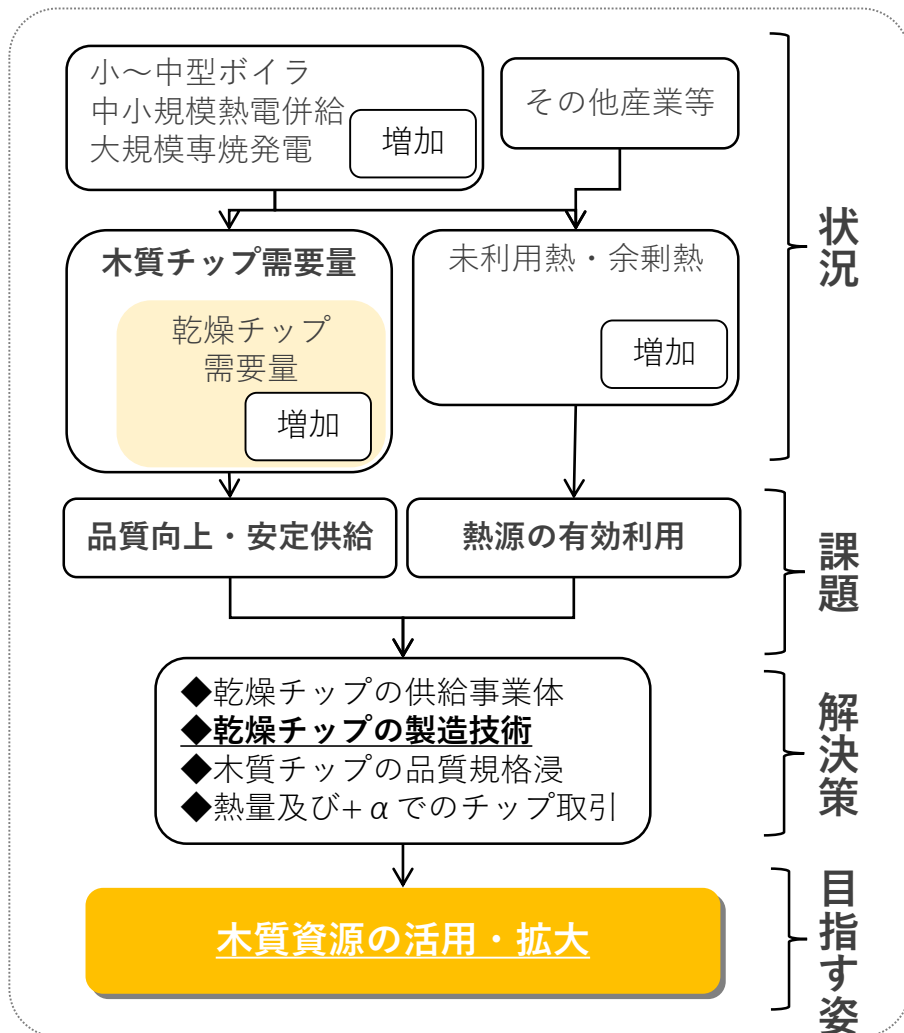 小～中型ボイラ
中小規模熱電併給
大規模専焼発電
増加
その他産業等
状況
木質チップ需要量
乾燥チップ
需要量
増加
未利用熱・余剰熱
増加
品質向上・安定供給
熱源の有効利用
課題
◆乾燥チップの供給事業体
◆乾燥チップの製造技術
◆木質チップの品質規格浸
◆熱量及び+αでのチップ取引
解決策
木質資源の活用・拡大
目指す姿